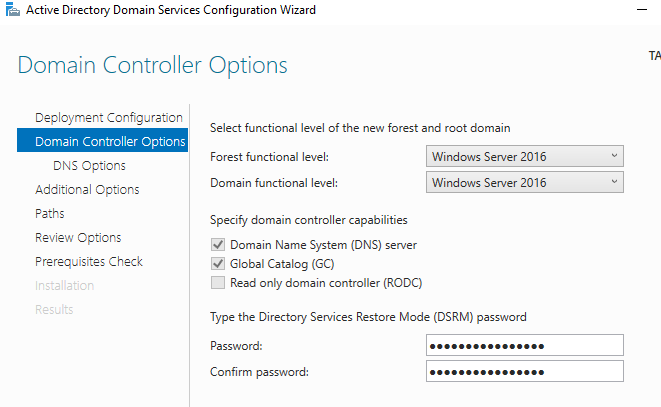 Active Directory Domain Services Configuration Wizard
Domain Controller Options
TA
Deployment Configuration
Domain Controller Options
DNS Options
Additional Options
Paths
Review Options
Prerequisites Check
Installation
Results
Select functional level of the new forest and root domain
Forest functional level: Windows Server 2016
Domain functional level: Windows Server 2016
Specify domain controller capabilities
Domain Name System (DNS) server
Global Catalog (GC)
Read only domain controller (RODC)
Type the Directory Services Restore Mode (DSRM) password
Password: ●●●●●●●●●●●●●●●●
Confirm password: ●●●●●●●●●●●●●●●●